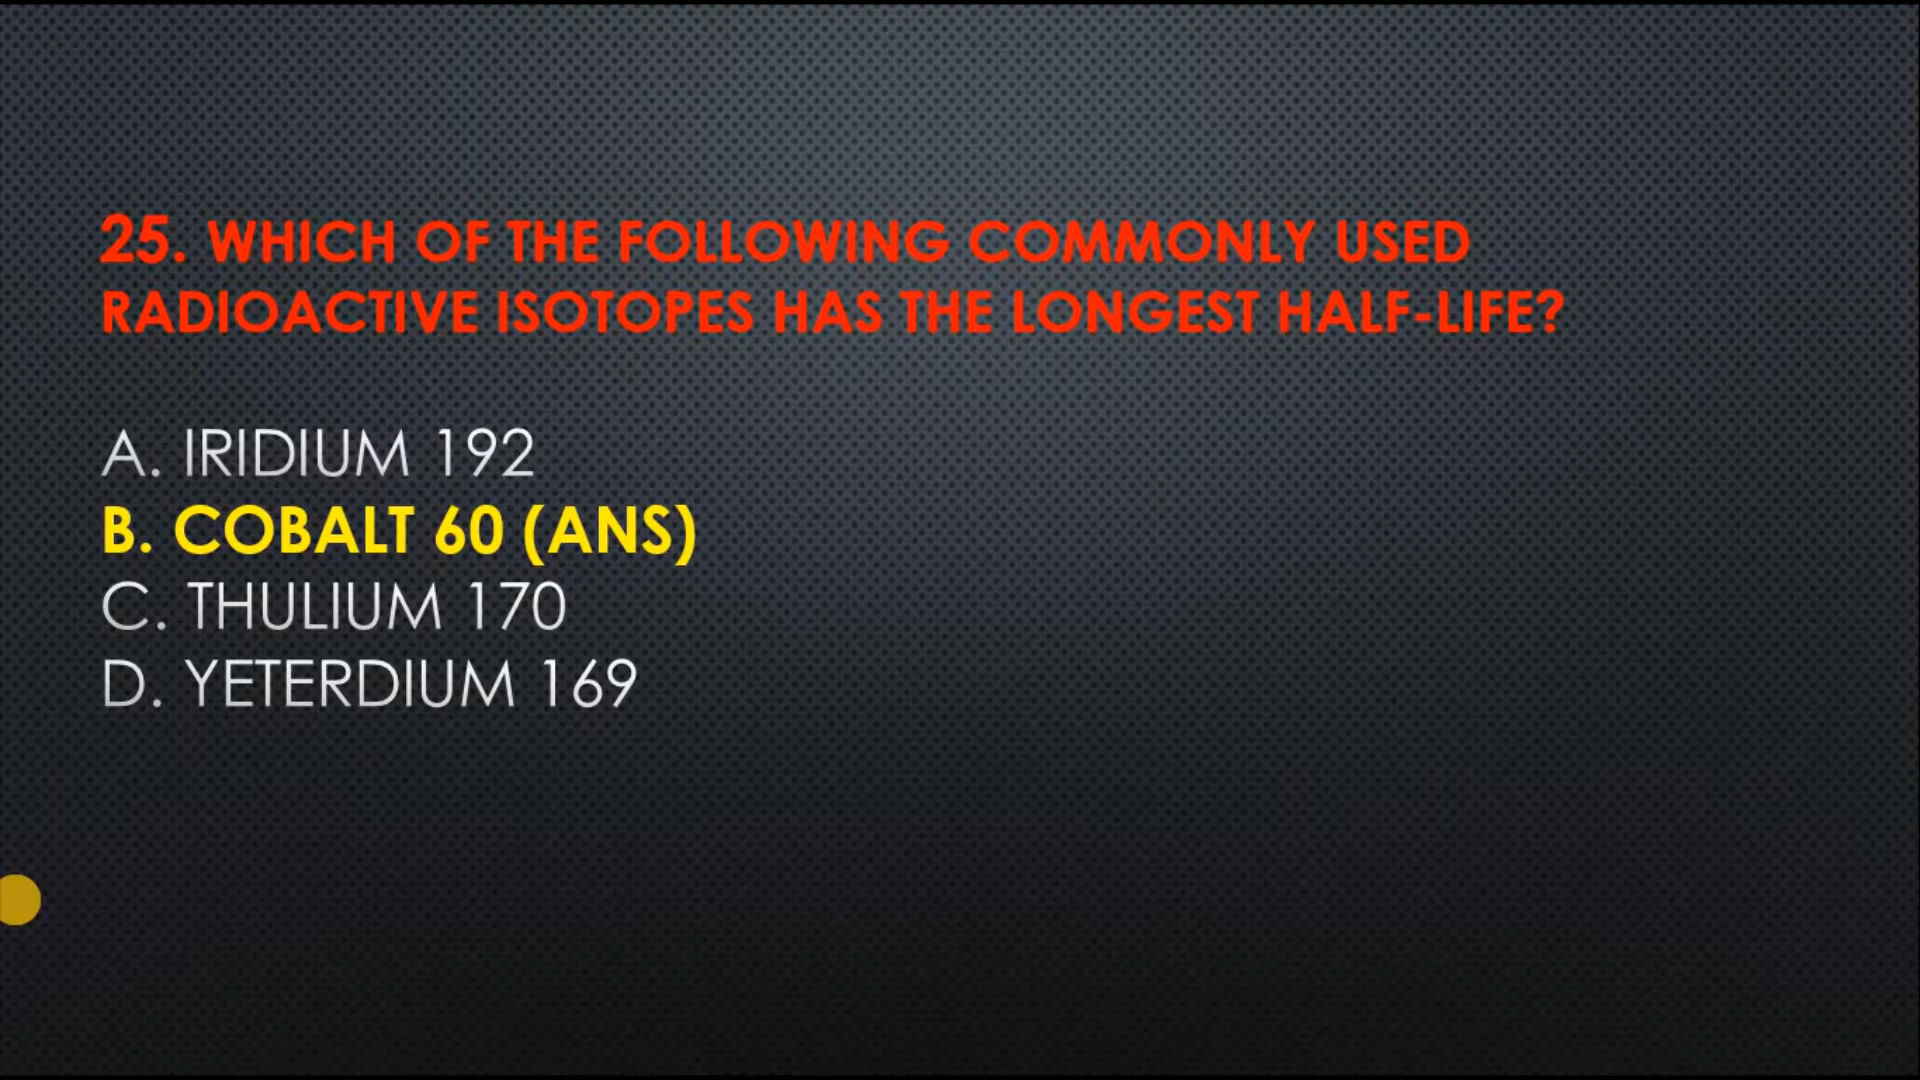 25. WHICH OF THE FOLLOWING COMMONLY USED
RADIOACTIVE ISOTOPES HAS THE LONGEST HALF-LIFE?
A. IRIDIUM 192
B. COBALT 60 (ANS)
C. THULIUM 170
D. YETERDIUM 169